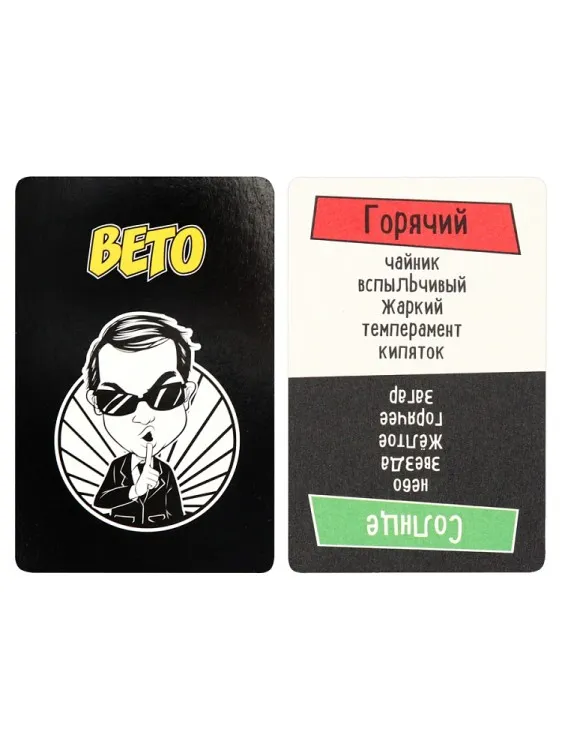 ВЕТО
Горячий
чайник
вспыльчивый
жаркий
темперамент
кипяток
Солнце
небо
звезда
жёлтое
горячее
загар